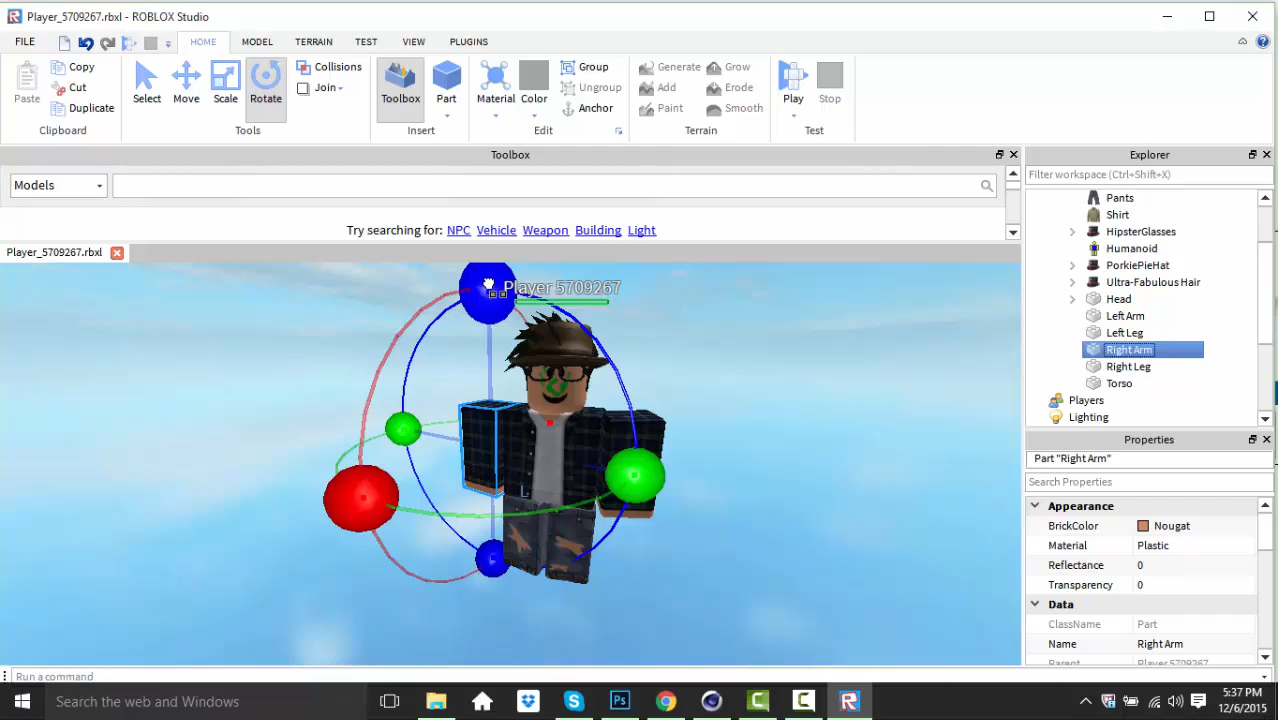 Player_5709267.rbxl - ROBLOX Studio
FILE HOME MODEL TERRAIN TEST VIEW PLUGINS
Paste Copy Cut Duplicate
Clipboard
Select Move Scale Rotate Collisions Join
Tools
Toolbox Part
Insert
Material Color Group Ungroup Anchor
Edit
Generate Grow
Add Erode
Paint Smooth
Terrain
Play Stop
Test
Toolbox
Models
Try searching for: NPC Vehicle Weapon Building Light
Player_5709267.rbxl
Player 5709267
Explorer
Filter workspace (Ctrl+Shift+X)
Pants
Shirt
HipsterGlasses
Humanoid
PorkiePieHat
Ultra-Fabulous Hair
Head
Left Arm
Left Leg
Right Arm
Right Leg
Torso
Players
Lighting
Properties
Part "Right Arm"
Search Properties
Appearance
BrickColor Nougat
Material Plastic
Reflectance 0
Transparency 0
Data
ClassName Part
Name Right Arm
Parent Player 5709267
Run a command
Search the web and Windows
5:37 PM
12/6/2015